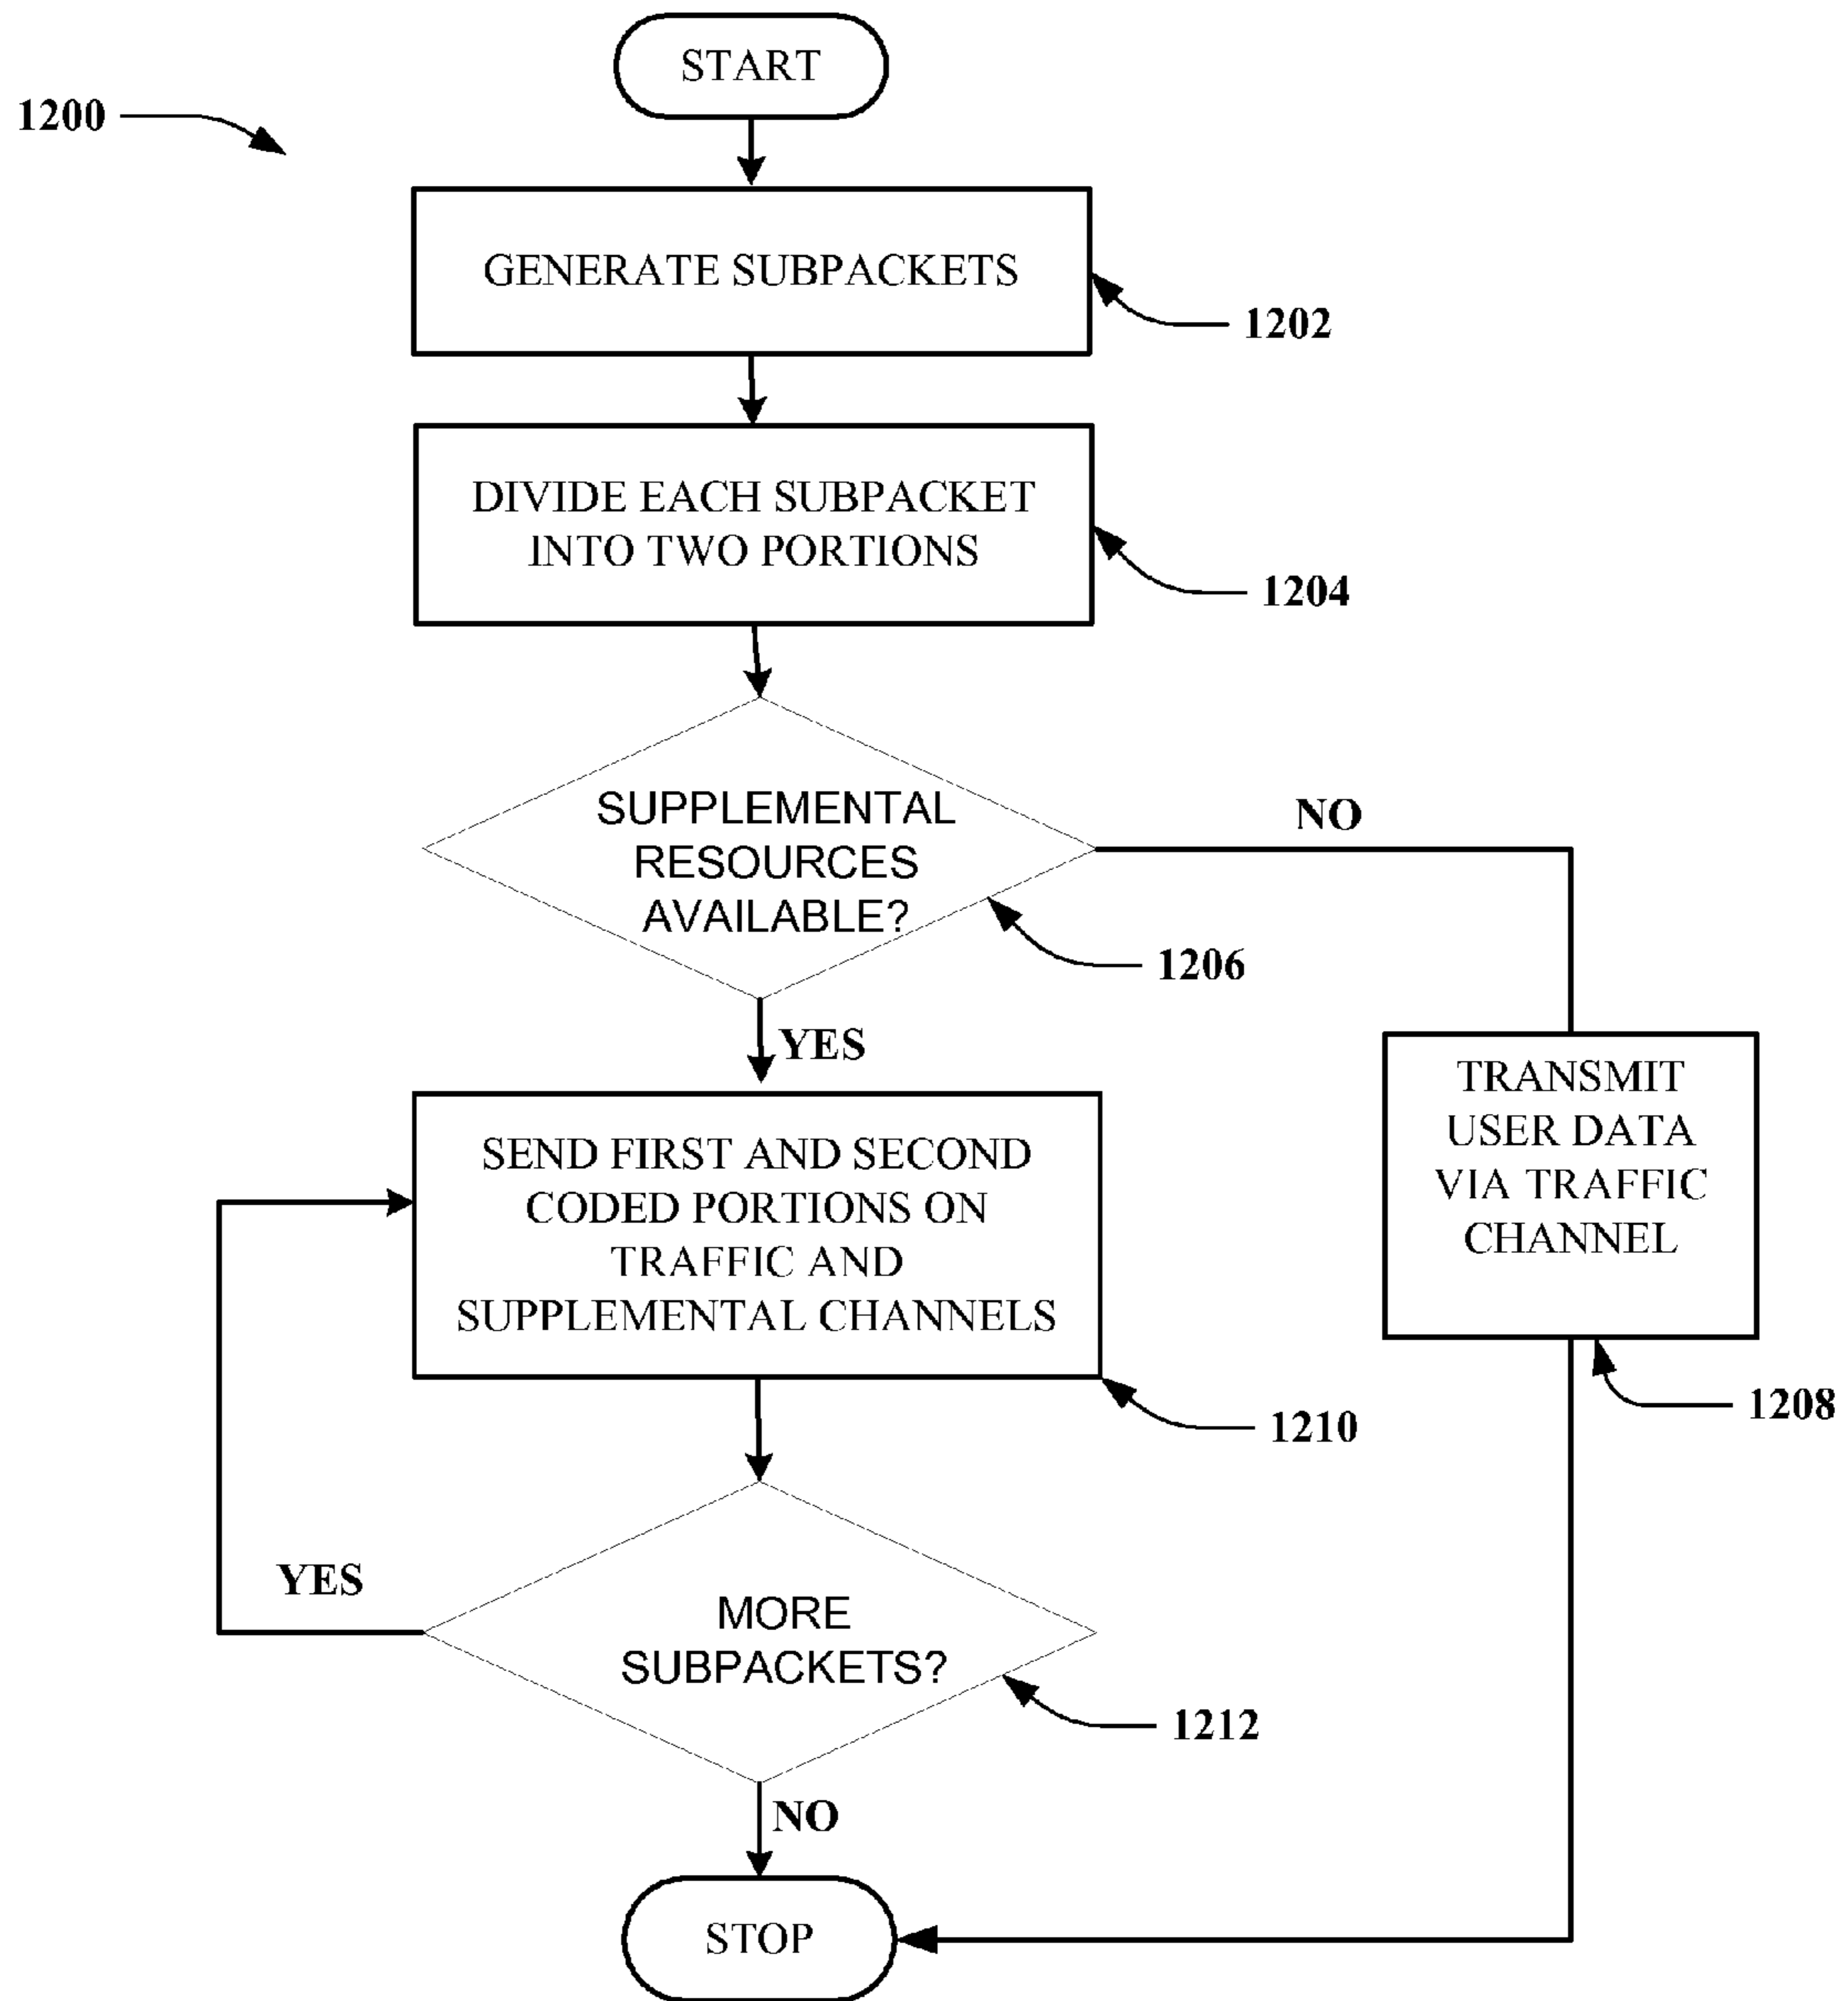 START
1200
GENERATE SUBPACKETS
1202
DIVIDE EACH SUBPACKET
INTO TWO PORTIONS
1204
SUPPLEMENTAL
RESOURCES
AVAILABLE?
NO
1206
YES
TRANSMIT
USER DATA
VIA TRAFFIC
CHANNEL
1208
SEND FIRST AND SECOND
CODED PORTIONS ON
TRAFFIC AND
SUPPLEMENTAL CHANNELS
1210
YES
MORE
SUBPACKETS?
1212
NO
STOP